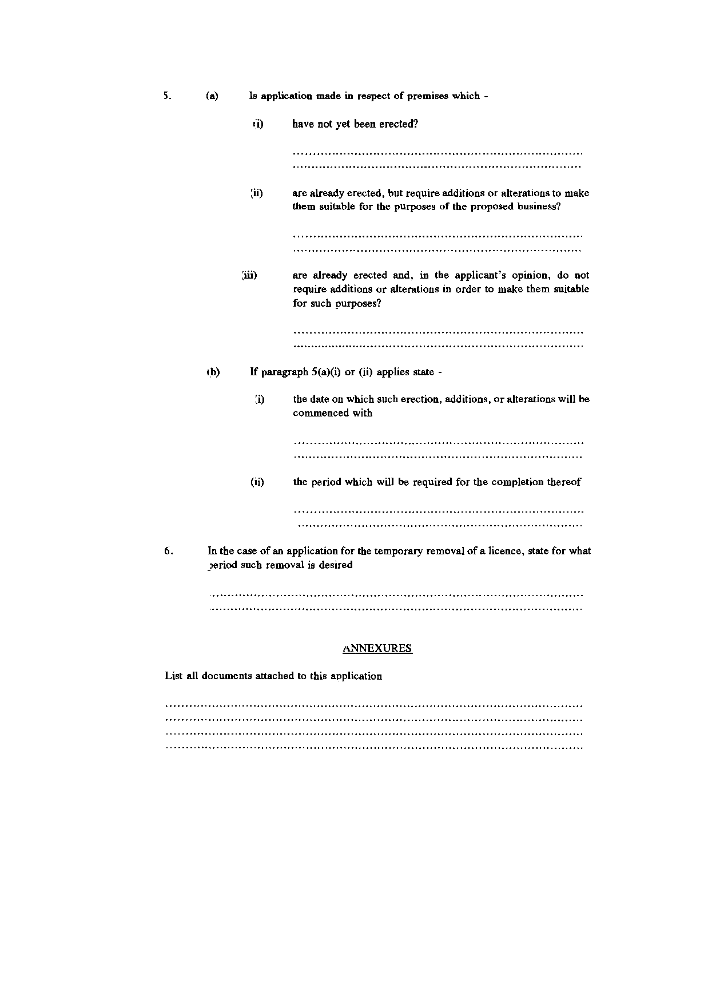 5. (a) Is application made in respect of premises which -
(i) have not yet been erected?
..............................................................................
..............................................................................
(ii) are already erected, but require additions or alterations to make
them suitable for the purposes of the proposed business?
..............................................................................
..............................................................................
(iii) are already erected and, in the applicant's opinion, do not
require additions or alterations in order to make them suitable
for such purposes?
..............................................................................
..............................................................................
(b) If paragraph 5(a)(i) or (ii) applies state -
(i) the date on which such erection, additions, or alterations will be
commenced with
..............................................................................
..............................................................................
(ii) the period which will be required for the completion thereof
..............................................................................
............................................................................
6. In the case of an application for the temporary removal of a licence, state for what
period such removal is desired
....................................................................................................
....................................................................................................
ANNEXURES
List all documents attached to this application
................................................................................................................
................................................................................................................
................................................................................................................
................................................................................................................